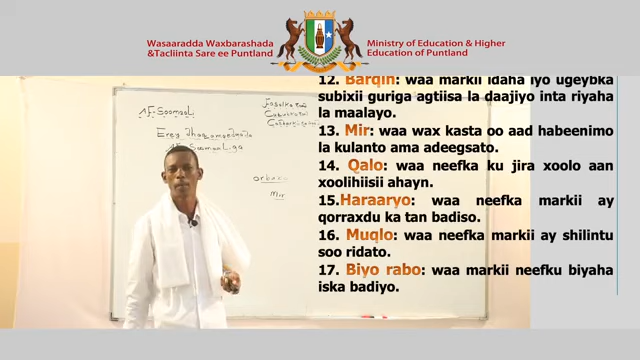 Wasaaradda Waxbarashada
&Tacliinta Sare ee Puntland
Ministry of Education & Higher
Education of Puntland
12. Barqin: waa markii idaha iyo ugeybka
subixii guriga agtiisa la daajiyo inta riyaha
la maalayo.
13. Mir: waa wax kasta oo aad habeenimo
la kulanto ama adeegsato.
14. Qalo: waa neefka ku jira xoolo aan
xoolihiisii ahayn.
15.Haraaryo: waa neefka markii ay
qorraxdu ka tan badiso.
16. Muqlo: waa neefka markii ay shilintu
soo ridato.
17. Biyo rabo: waa markii neefku biyaha
iska badiyo.
AF. Soomaali
Erey
AF Soomaaliga
Mir